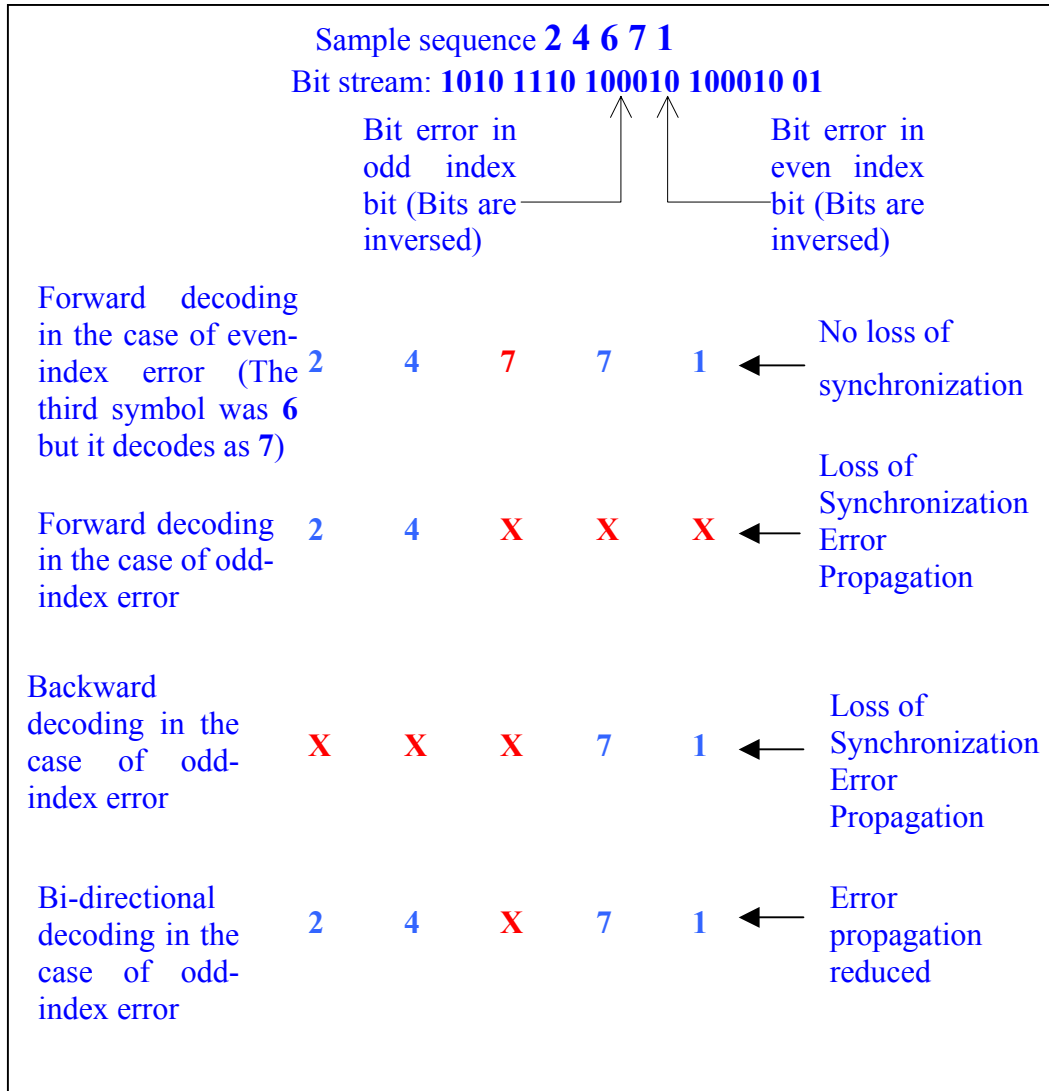 Sample sequence 2 4 6 7 1
Bit stream: 1010 1110 100010 100010 01
Bit error in
odd index
bit (Bits are
inversed)
Bit error in
even index
bit (Bits are
inversed)
Forward decoding
in the case of even-
index error (The
third symbol was 6
but it decodes as 7)
2 4 7 7 1
No loss of
synchronization
Forward decoding
in the case of odd-
index error
2 4 X X X
Loss of
Synchronization
Error
Propagation
Backward
decoding in the
case of odd-
index error
X X X 7 1
Loss of
Synchronization
Error
Propagation
Bi-directional
decoding in the
case of odd-
index error
2 4 X 7 1
Error
propagation
reduced